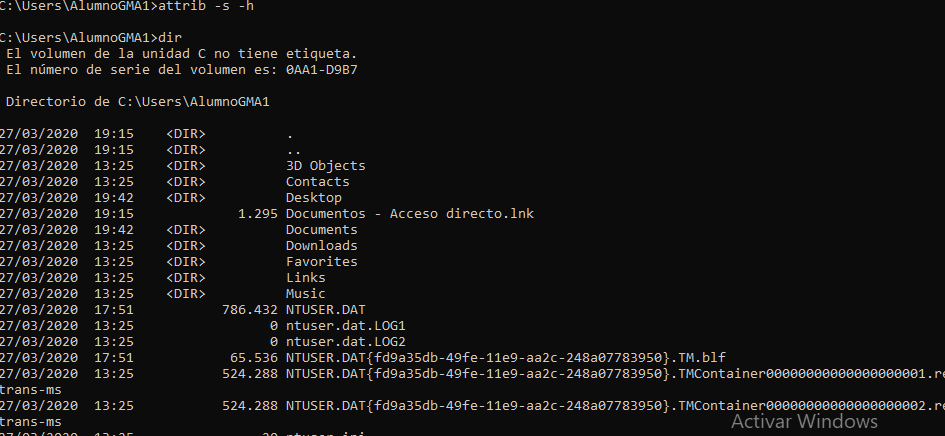 C:\Users\AlumnoGMA1>attrib -s -h
C:\Users\AlumnoGMA1>dir
El volumen de la unidad C no tiene etiqueta.
El número de serie del volumen es: 0AA1-D9B7
Directorio de C:\Users\AlumnoGMA1
27/03/2020 19:15 <DIR> .
27/03/2020 19:15 <DIR> ..
27/03/2020 13:25 <DIR> 3D Objects
27/03/2020 13:25 <DIR> Contacts
27/03/2020 19:42 <DIR> Desktop
27/03/2020 19:15 1.295 Documentos - Acceso directo.lnk
27/03/2020 19:42 <DIR> Documents
27/03/2020 13:25 <DIR> Downloads
27/03/2020 13:25 <DIR> Favorites
27/03/2020 13:25 <DIR> Links
27/03/2020 13:25 <DIR> Music
27/03/2020 17:51 786.432 NTUSER.DAT
27/03/2020 13:25 0 ntuser.dat.LOG1
27/03/2020 13:25 0 ntuser.dat.LOG2
27/03/2020 17:51 65.536 NTUSER.DAT{fd9a35db-49fe-11e9-aa2c-248a07783950}.TM.blf
27/03/2020 13:25 524.288 NTUSER.DAT{fd9a35db-49fe-11e9-aa2c-248a07783950}.TMContainer00000000000000000001.re
trans-ms
27/03/2020 13:25 524.288 NTUSER.DAT{fd9a35db-49fe-11e9-aa2c-248a07783950}.TMContainer00000000000000000002.re
trans-ms
27/03/2020 13:25 20 ntuser.ini
Activar Windows